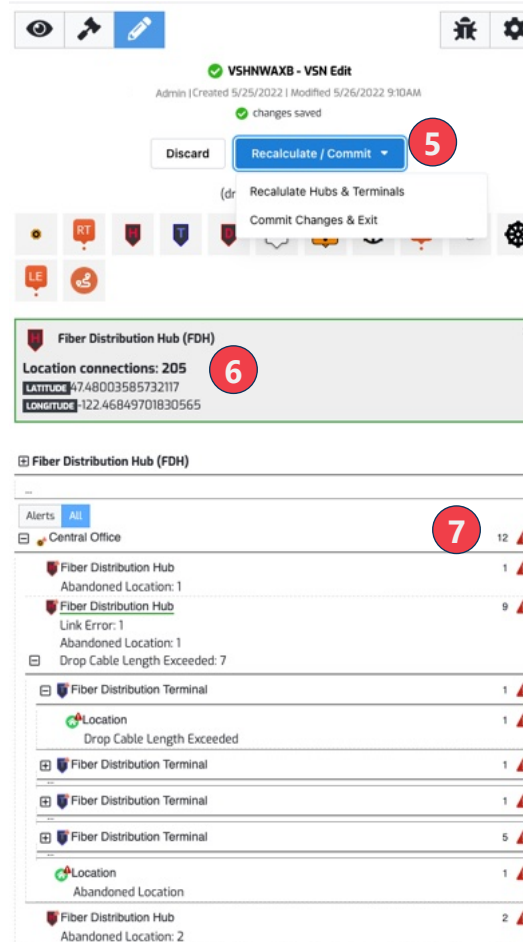 VSHNWAXB - VSN Edit
Admin |Created 5/25/2022 | Modified 5/26/2022 9:10AM
changes saved
Discard
Recalculate / Commit
5
(dr
Recalulate Hubs & Terminals
Commit Changes & Exit
RT
H
T
D
LE
H
Fiber Distribution Hub (FDH)
Location connections: 205
6
LATITUDE 47.48003585732117
LONGITUDE -122.46849701830565
Fiber Distribution Hub (FDH)
--
Alerts All
7
Central Office 12
Fiber Distribution Hub 1
Abandoned Location: 1
Fiber Distribution Hub 9
Link Error: 1
Abandoned Location: 1
Drop Cable Length Exceeded: 7
Fiber Distribution Terminal 1
Location 1
Drop Cable Length Exceeded
Fiber Distribution Terminal 1
--
Fiber Distribution Terminal 1
--
Fiber Distribution Terminal 5
--
Location 1
Abandoned Location
Fiber Distribution Hub 2
Abandoned Location: 2